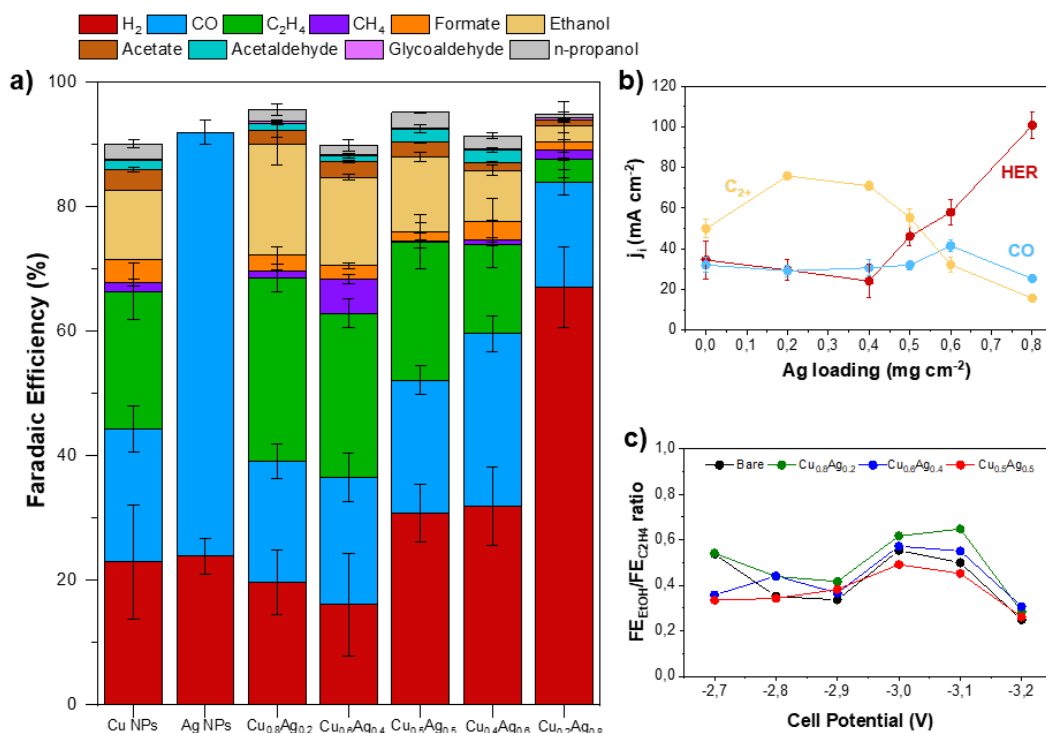 H₂ CO C₂H₄ CH₄ Formate Ethanol
Acetate Acetaldehyde Glycoaldehyde n-propanol
a)
Faradaic Efficiency (%)
100
80
60
40
20
0
Cu NPs Ag NPs Cu₀.₈Ag₀.₂ Cu₀.₆Ag₀.₄ Cu₀.₅Ag₀.₅ Cu₀.₄Ag₀.₆ Cu₀.₂Ag₀.₈
b)
jᵢ (mA cm⁻²)
120
100
80
60
40
20
0
C₂₊
HER
CO
0,0 0,1 0,2 0,3 0,4 0,5 0,6 0,7 0,8
Ag loading (mg cm⁻²)
c)
FE_EtOH/FE_C2H4 ratio
1,0
0,8
0,6
0,4
0,2
0,0
Bare Cu₀.₈Ag₀.₂ Cu₀.₆Ag₀.₄ Cu₀.₅Ag₀.₅
-2,7 -2,8 -2,9 -3,0 -3,1 -3,2
Cell Potential (V)